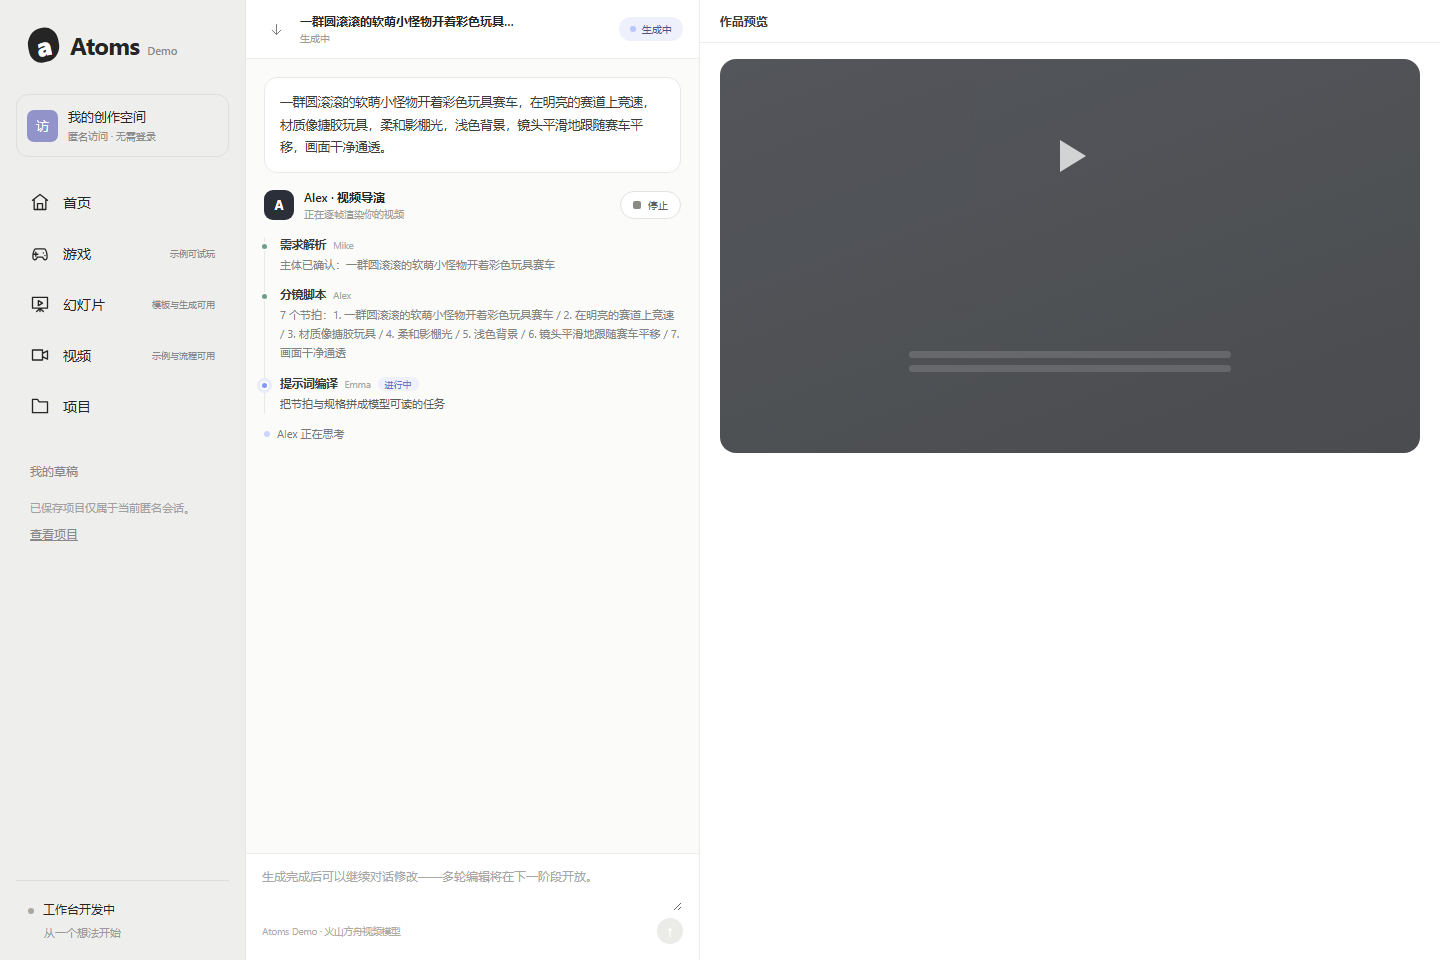 a Atoms Demo
访 我的创作空间
匿名访问 · 无需登录
首页
游戏 示例可试玩
幻灯片 模板与生成可用
视频 示例与流程可用
项目
我的草稿
已保存项目仅属于当前匿名会话。
查看项目
工作台开发中
从一个想法开始
一群圆滚滚的软萌小怪物开着彩色玩具...
生成中
生成中
一群圆滚滚的软萌小怪物开着彩色玩具赛车，在明亮的赛道上竞速，
材质像搪胶玩具，柔和影棚光，浅色背景，镜头平滑地跟随赛车平
移，画面干净通透。
A Alex · 视频导演
正在逐帧渲染你的视频
停止
需求解析 Mike
主体已确认：一群圆滚滚的软萌小怪物开着彩色玩具赛车
分镜脚本 Alex
7 个节拍：1. 一群圆滚滚的软萌小怪物开着彩色玩具赛车 / 2. 在明亮的赛道上竞速
/ 3. 材质像搪胶玩具 / 4. 柔和影棚光 / 5. 浅色背景 / 6. 镜头平滑地跟随赛车平移 / 7.
画面干净通透
提示词编译 Emma 进行中
把节拍与规格拼成模型可读的任务
Alex 正在思考
生成完成后可以继续对话修改——多轮编辑将在下一阶段开放。
Atoms Demo · 火山方舟视频模型
↑
作品预览